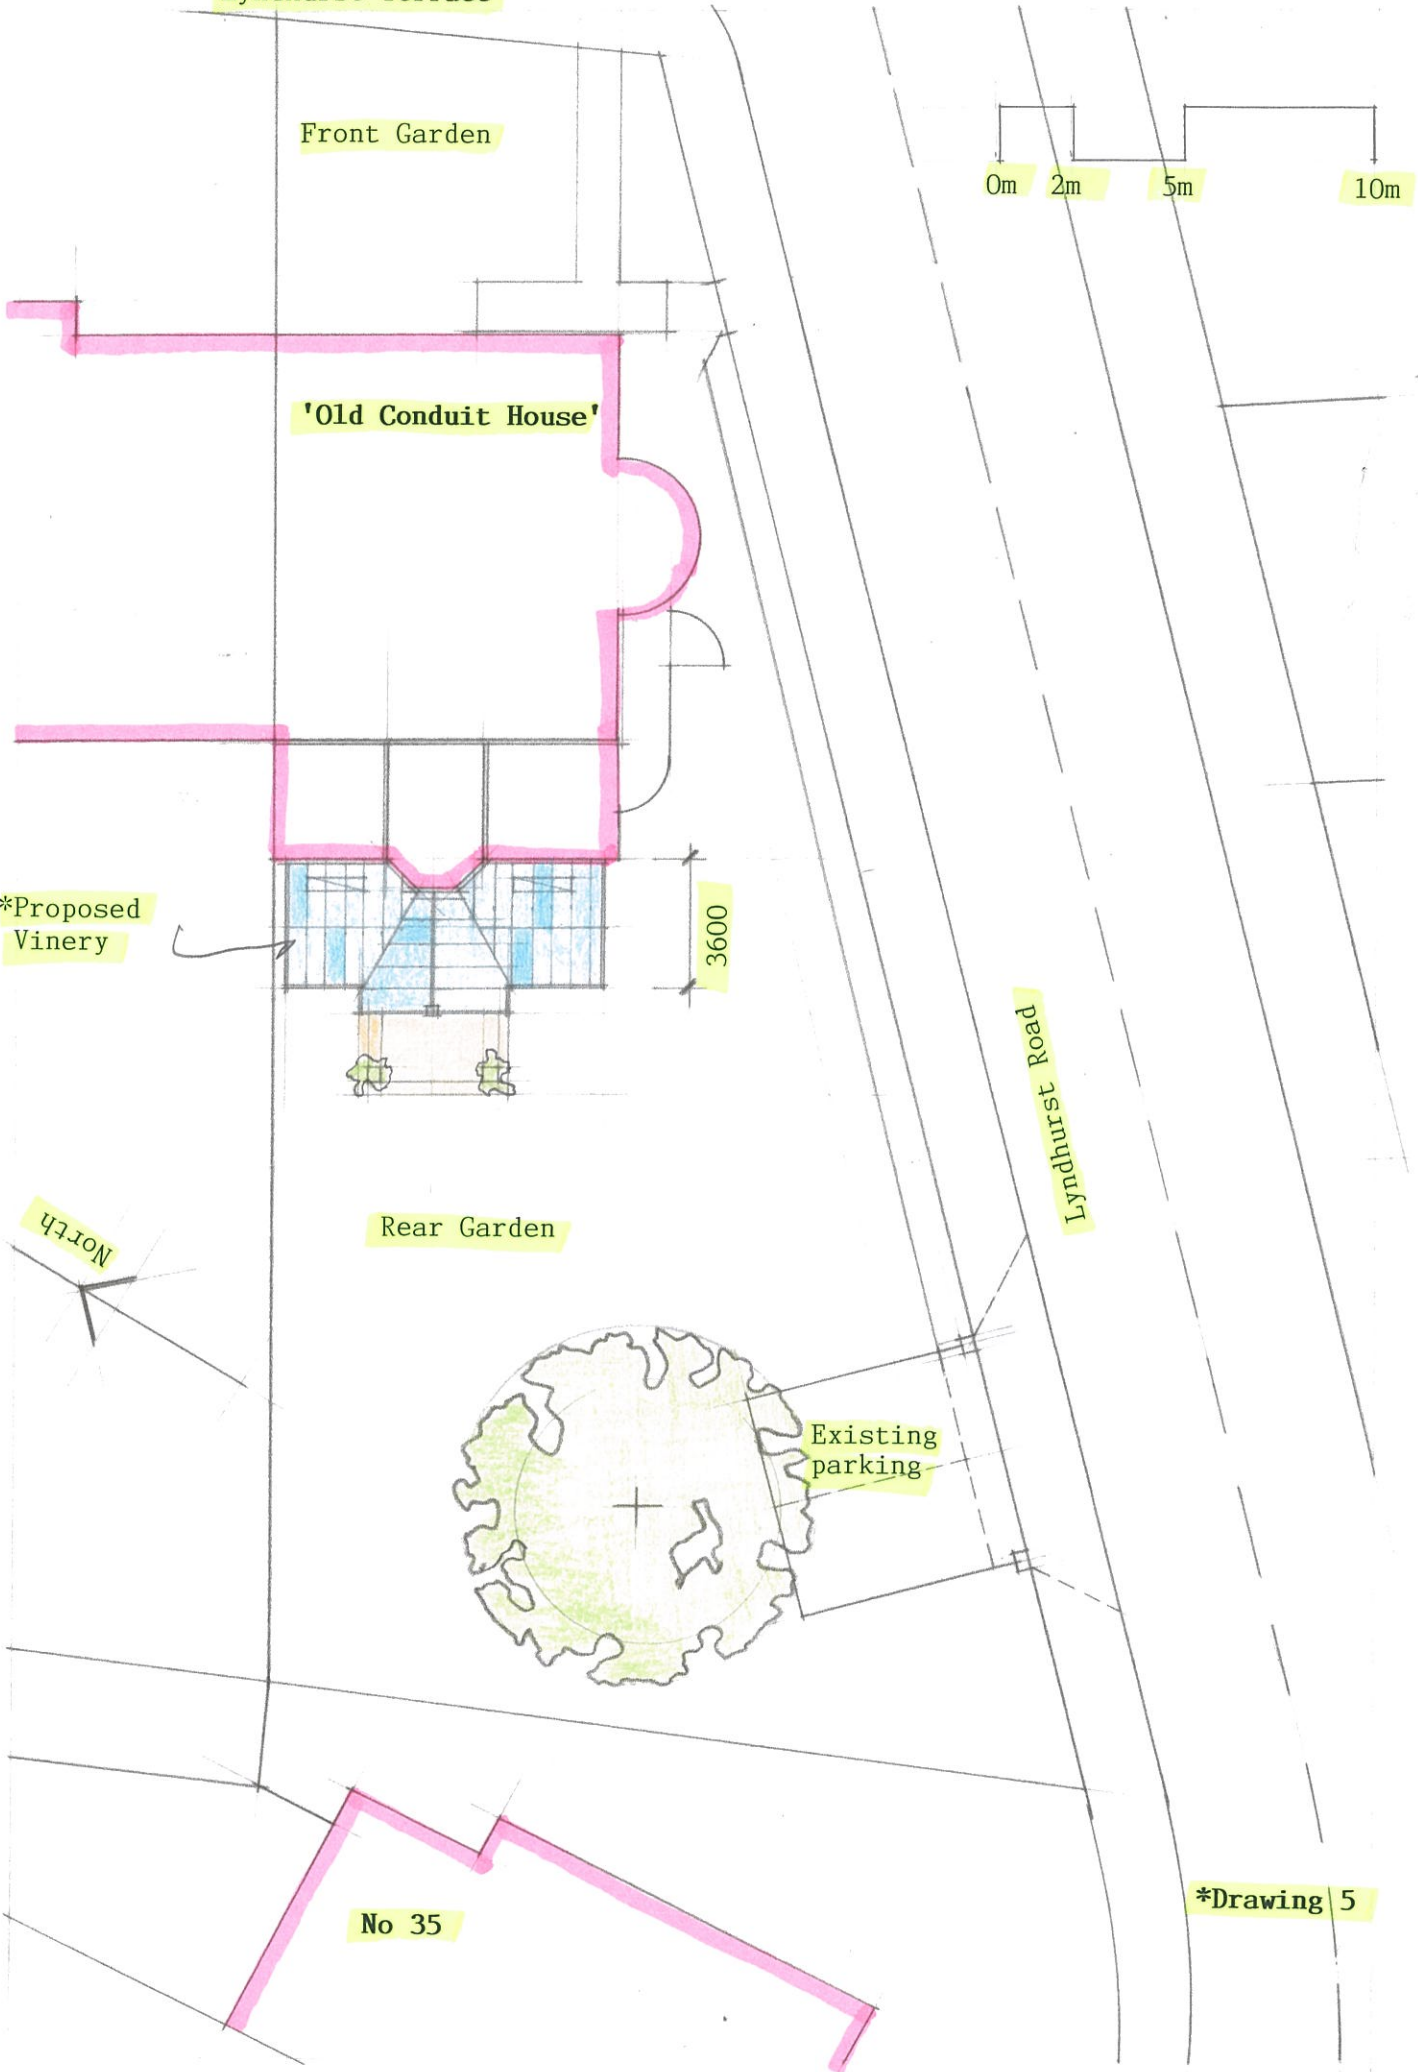 Front Garden
0m 2m 5m 10m
'Old Conduit House'
*Proposed
Vinery
3600
Lyndhurst Road
North
Rear Garden
Existing
parking
*Drawing 5
No 35